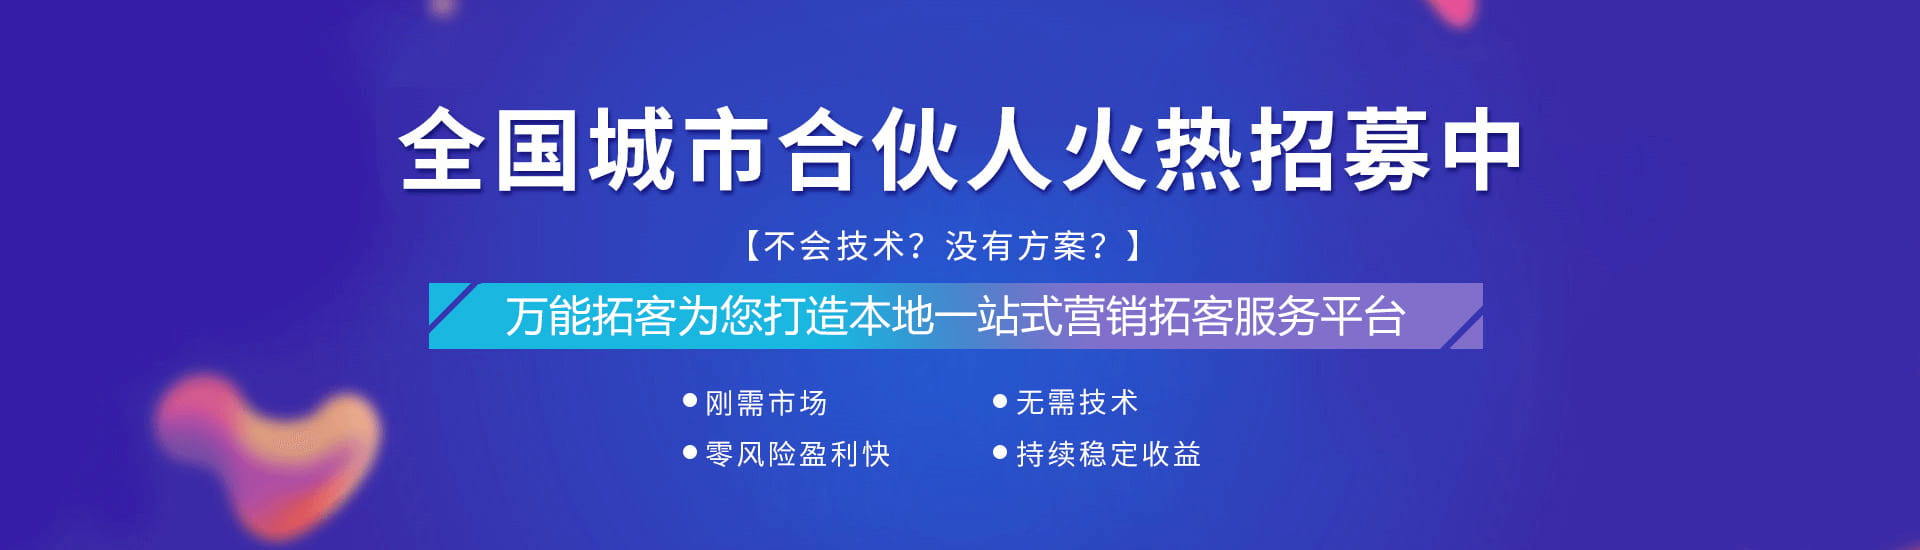 全国城市合伙人火热招募中
【不会技术？没有方案？】
万能拓客为您打造本地一站式营销拓客服务平台
刚需市场
无需技术
零风险盈利快
持续稳定收益